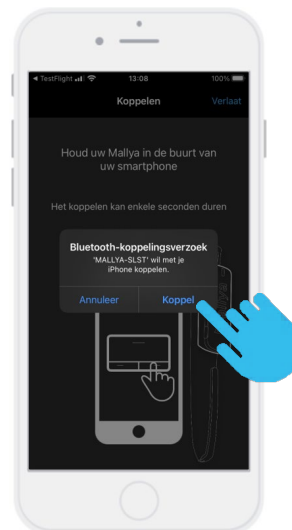 TestFlight 13:08 100%
Koppelen Verlaat
Houd uw Mallya in de buurt van
uw smartphone
Het koppelen kan enkele seconden duren
Bluetooth-koppelingsverzoek
'MALLYA-SLST' wil met je
iPhone koppelen.
Annuleer Koppel